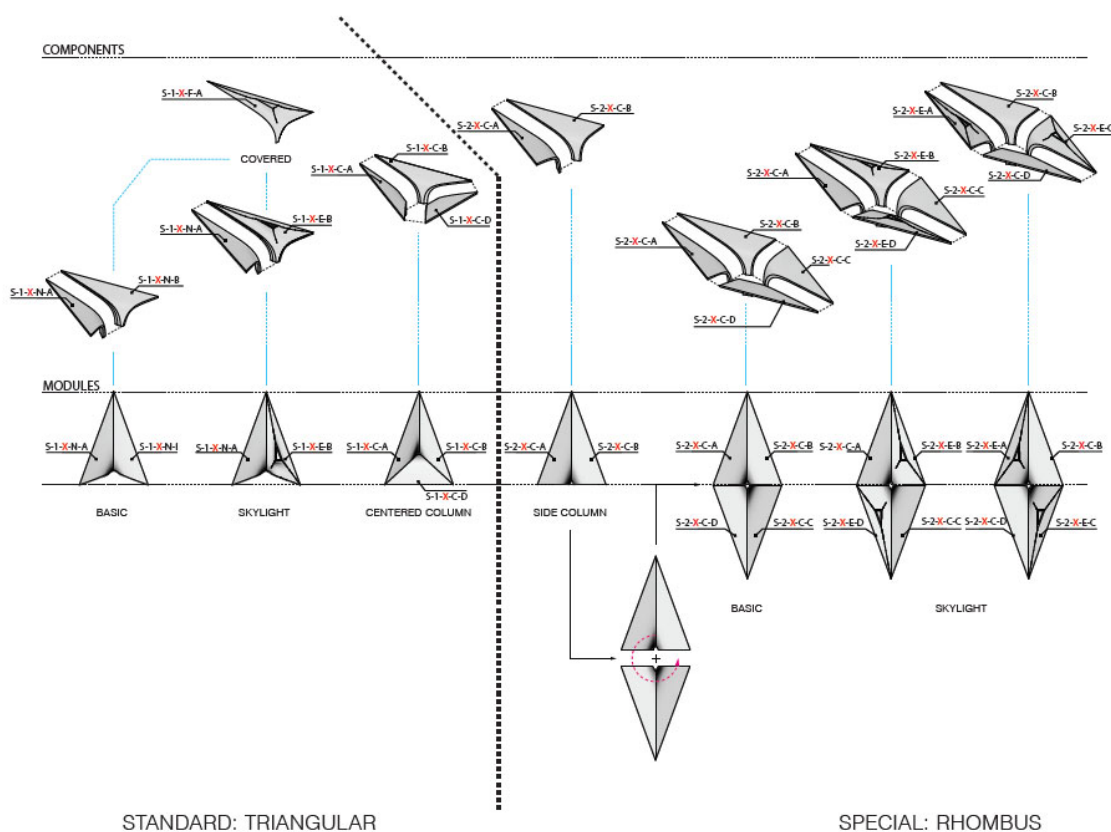 COMPONENTS
S-1-X-F-A
COVERED
S-1-X-N-A
S-1-X-N-B
S-1-X-N-A
S-1-X-E-B
S-1-X-C-A
S-1-X-C-B
S-1-X-C-D
S-2-X-C-A
S-2-X-C-B
S-2-X-C-A
S-2-X-C-B
S-2-X-C-C
S-2-X-C-D
S-2-X-C-A
S-2-X-E-B
S-2-X-C-C
S-2-X-E-D
S-2-X-E-A
S-2-X-C-B
S-2-X-E-C
S-2-X-C-D
MODULES
S-1-X-N-A
S-1-X-N-I
S-1-X-N-A
S-1-X-E-B
S-1-X-C-A
S-1-X-C-B
S-1-X-C-D
S-2-X-C-A
S-2-X-C-B
S-2-X-C-A
S-2-X-C-B
S-2-X-C-A
S-2-X-E-B
S-2-X-E-A
S-2-X-C-B
BASIC
SKYLIGHT
CENTERED COLUMN
SIDE COLUMN
S-2-X-C-D
S-2-X-C-C
S-2-X-E-D
S-2-X-C-C
S-2-X-C-D
S-2-X-E-C
BASIC
SKYLIGHT
STANDARD: TRIANGULAR
SPECIAL: RHOMBUS